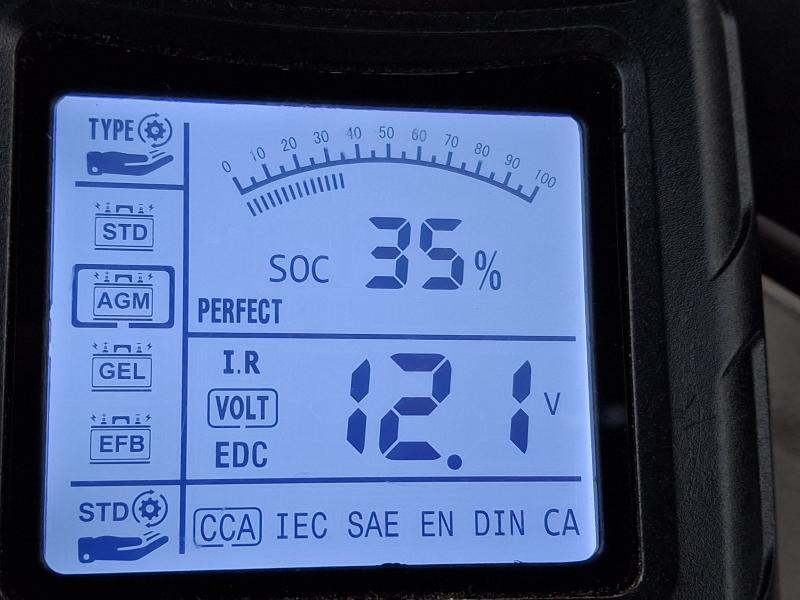 TYPE
STD
AGM
GEL
EFB
STD
0 10 20 30 40 50 60 70 80 90 100
SOC 35%
PERFECT
I.R
VOLT
EDC
12.1 V
CCA IEC SAE EN DIN CA